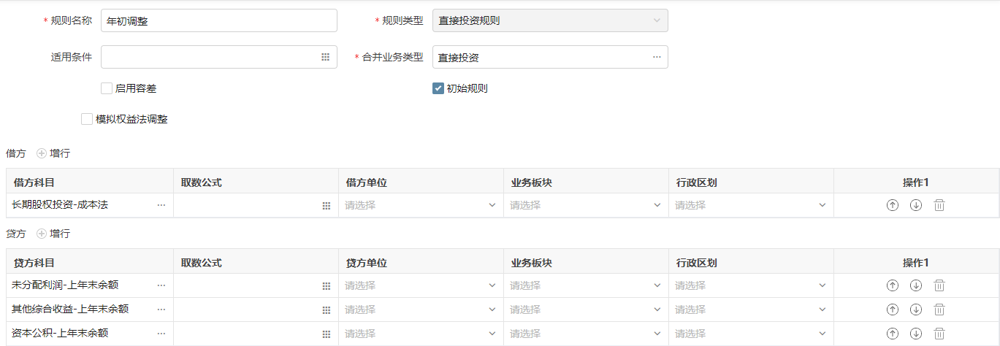 * 规则名称 年初调整 * 规则类型 直接投资规则
适用条件 * 合并业务类型 直接投资 ···
启用容差 初始规则
模拟权益法调整
借方 增行
借方科目 取数公式 借方单位 业务板块 行政区划 操作1
长期股权投资-成本法 ··· 请选择 请选择 请选择
贷方 增行
贷方科目 取数公式 贷方单位 业务板块 行政区划 操作1
未分配利润-上年末余额 ··· 请选择 请选择 请选择
其他综合收益-上年末余额 ··· 请选择 请选择 请选择
资本公积-上年末余额 ··· 请选择 请选择 请选择